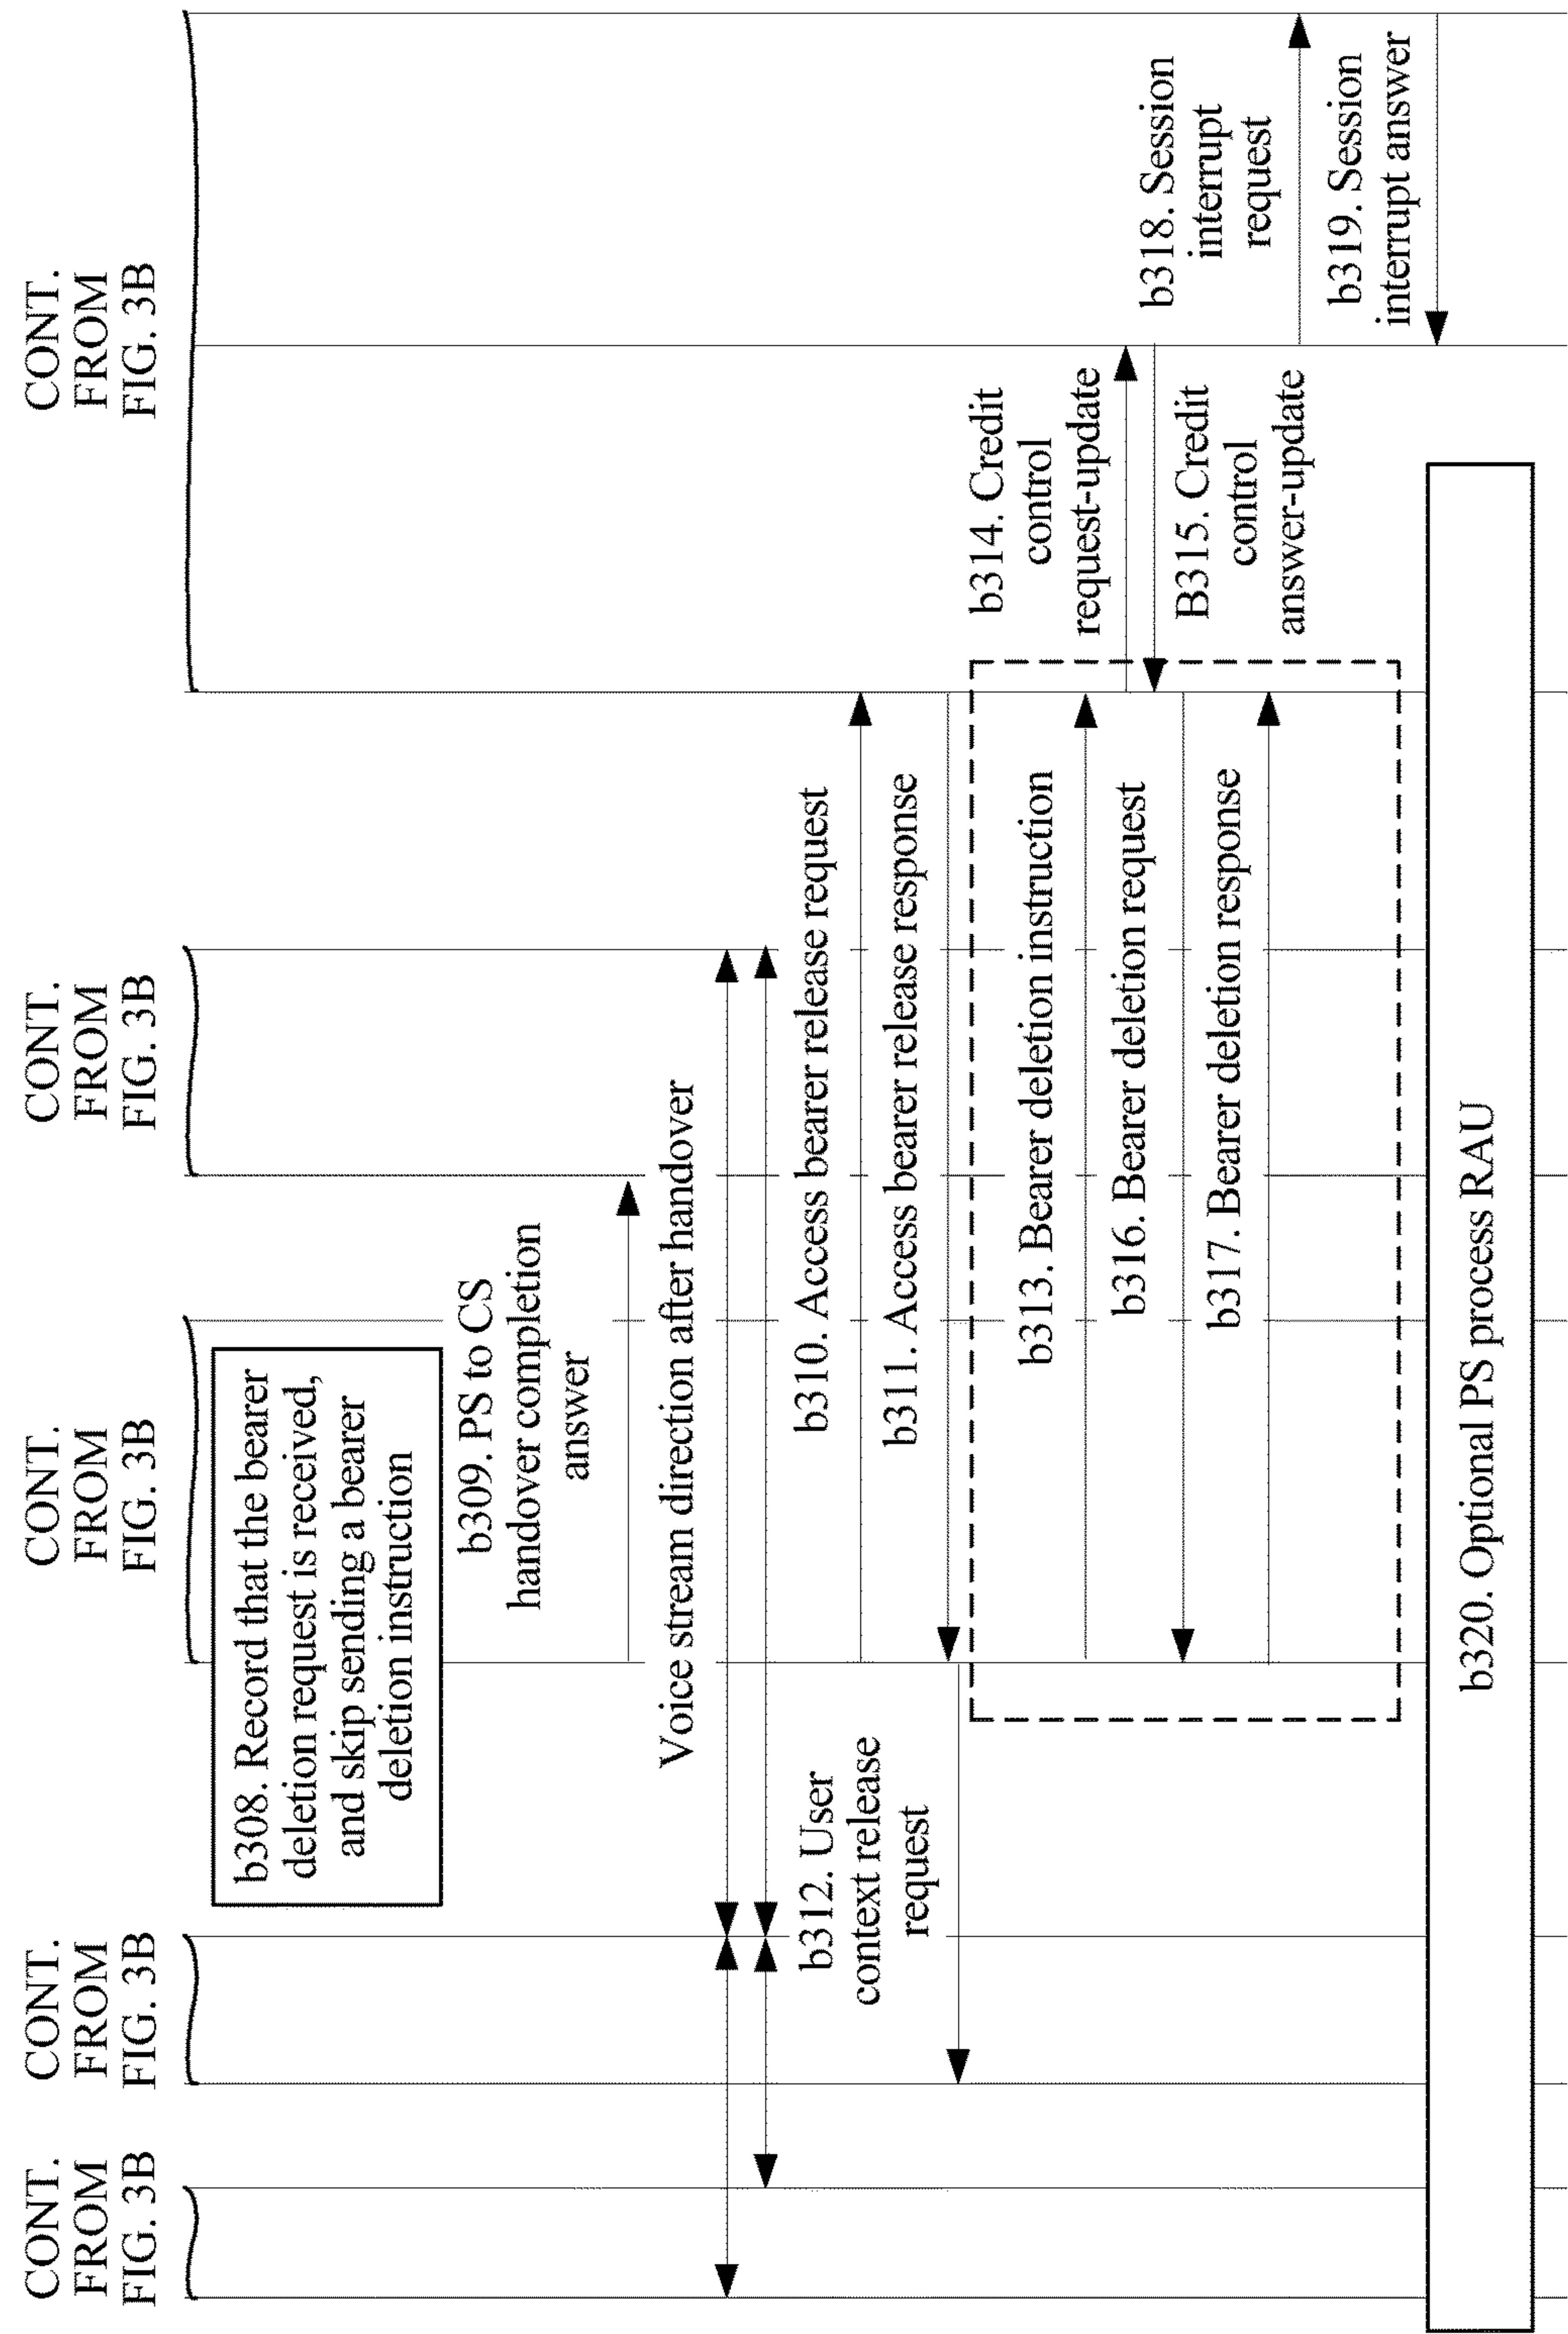 CONT.
FROM
FIG. 3B
CONT.
FROM
FIG. 3B
CONT.
FROM
FIG. 3B
CONT.
FROM
FIG. 3B
CONT.
FROM
FIG. 3B
b308. Record that the bearer
deletion request is received,
and skip sending a bearer
deletion instruction
b309. PS to CS
handover completion
answer
Voice stream direction after handover
b310. Access bearer release request
b311. Access bearer release response
b312. User
context release
request
b313. Bearer deletion instruction
b314. Credit
control
request-update
B315. Credit
control
answer-update
b316. Bearer deletion request
b317. Bearer deletion response
b318. Session
interrupt
request
b319. Session
interrupt answer
b320. Optional PS process RAU